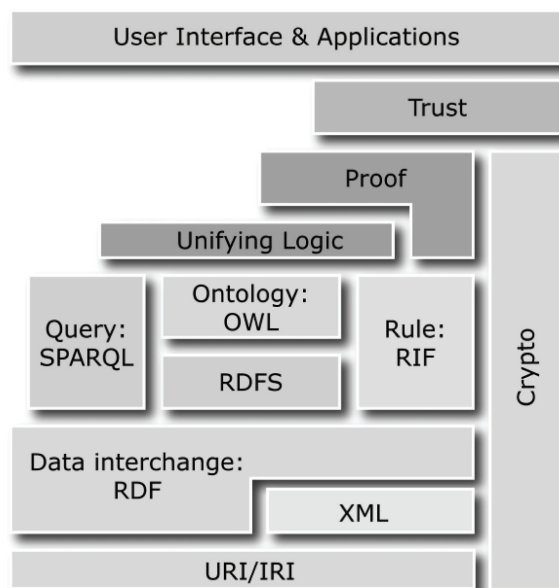 User Interface & Applications
Trust
Proof
Unifying Logic
Query:
SPARQL
Ontology:
OWL
RDFS
Rule:
RIF
Crypto
Data interchange:
RDF
XML
URI/IRI